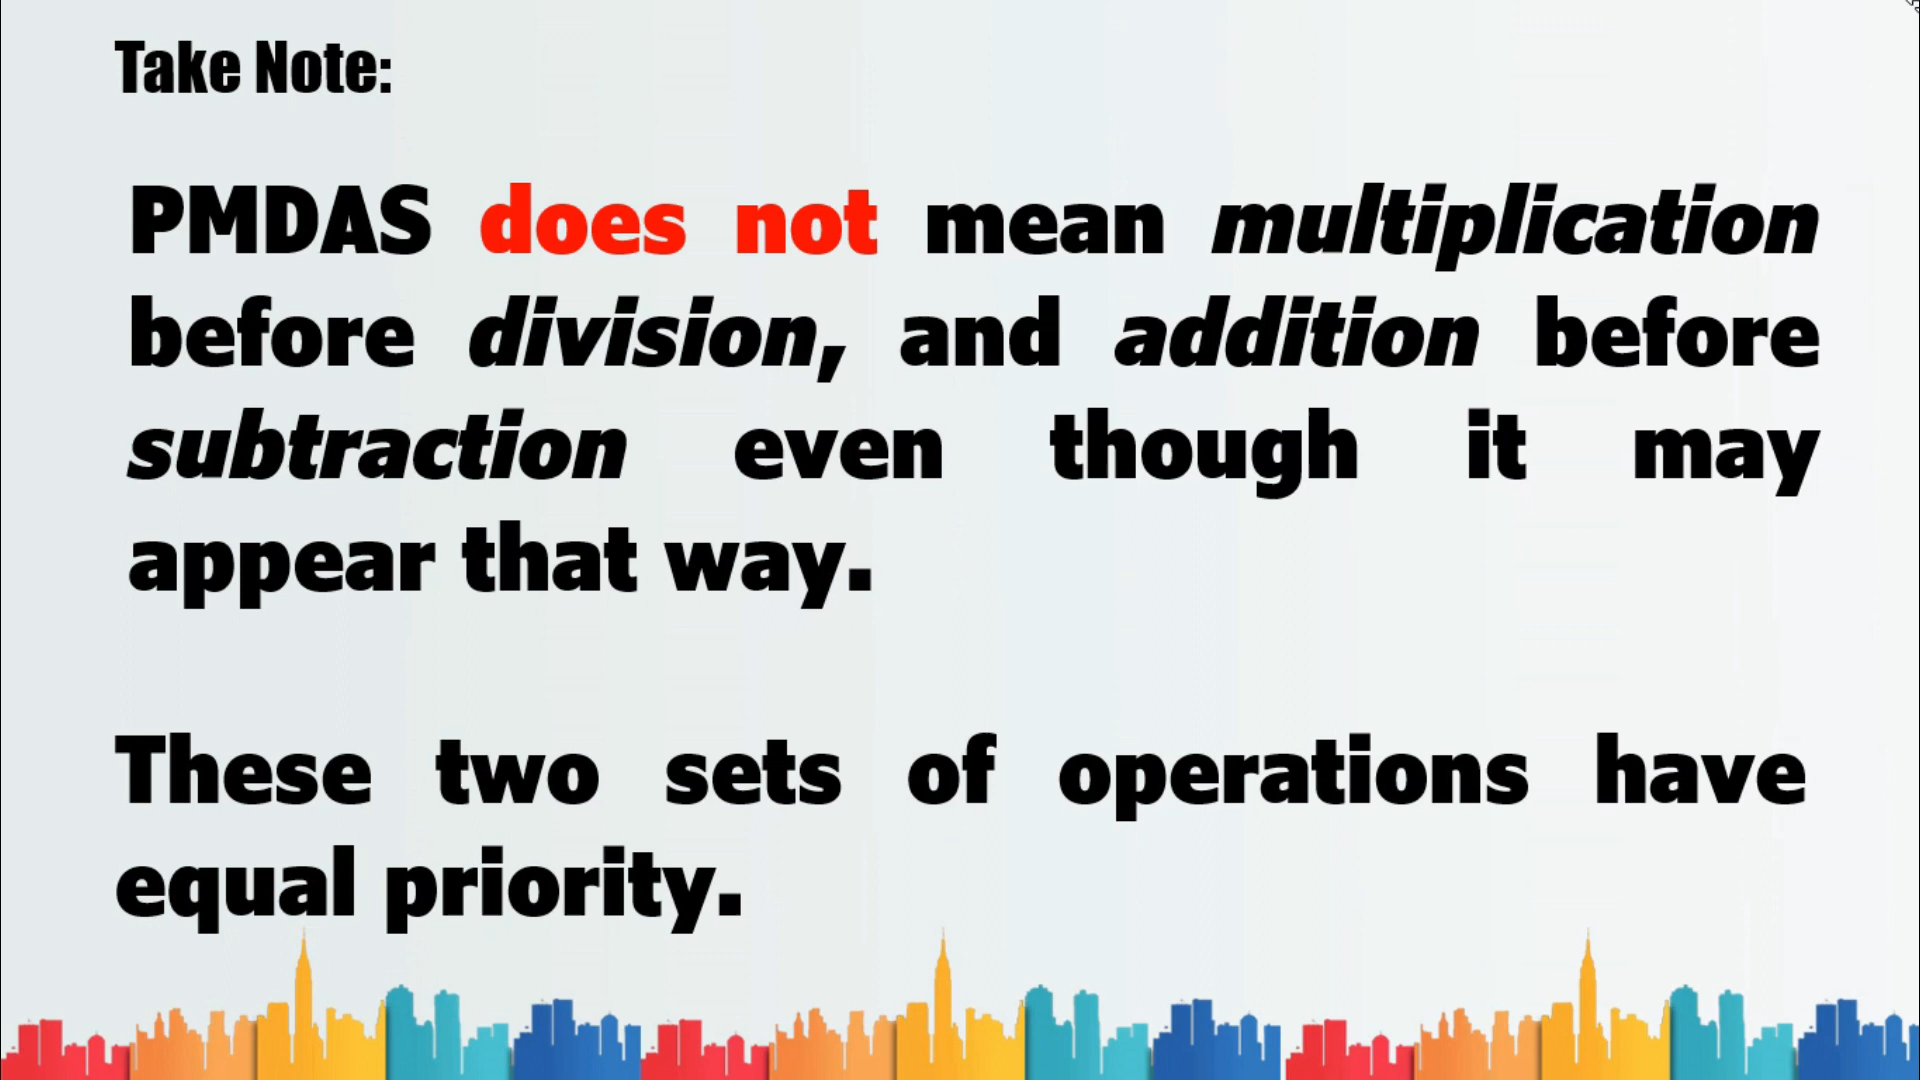 Take Note:
PMDAS does not mean multiplication
before division, and addition before
subtraction even though it may
appear that way.
These two sets of operations have
equal priority.